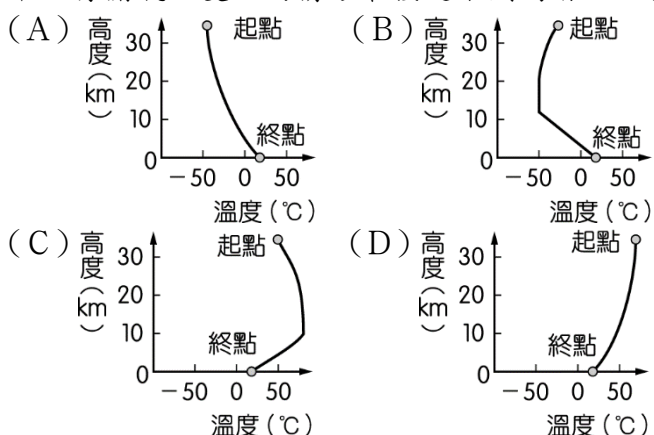 (A) 高度(km) 30 20 10 0 起點 終點 -50 0 50 溫度(℃)
(B) 高度(km) 30 20 10 0 起點 終點 -50 0 50 溫度(℃)
(C) 高度(km) 30 20 10 0 起點 終點 -50 0 50 溫度(℃)
(D) 高度(km) 30 20 10 0 起點 終點 -50 0 50 溫度(℃)